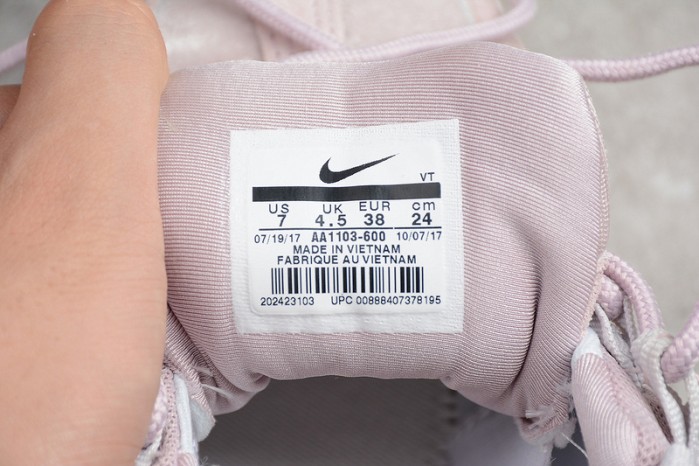 VT
US UK EUR cm
7 4.5 38 24
07/19/17 AA1103-600 10/07/17
MADE IN VIETNAM
FABRIQUE AU VIETNAM
202423103 UPC 00888407378195